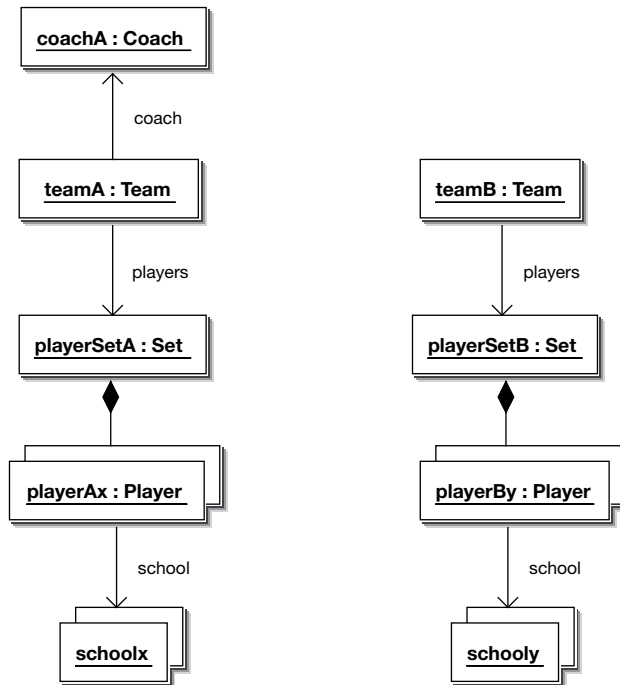 coachA : Coach
coach
teamA : Team
teamB : Team
players
players
playerSetA : Set
playerSetB : Set
playerAx : Player
playerBy : Player
school
school
schoolx
schooly